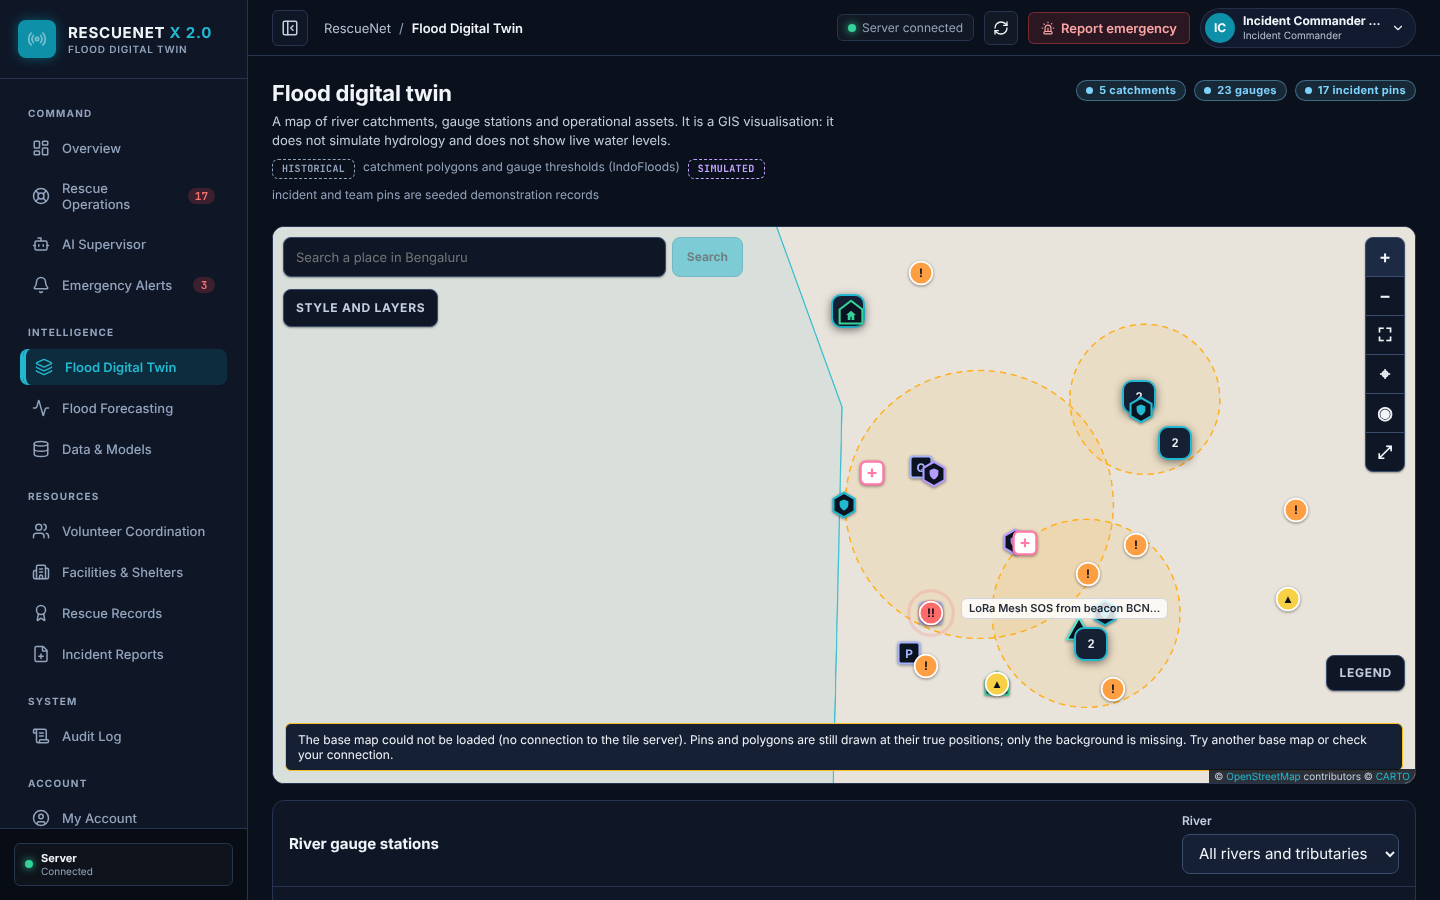 RESCUENET X 2.0
FLOOD DIGITAL TWIN
COMMAND
Overview
Rescue
Operations
17
AI Supervisor
Emergency Alerts
3
INTELLIGENCE
Flood Digital Twin
Flood Forecasting
Data & Models
RESOURCES
Volunteer Coordination
Facilities & Shelters
Rescue Records
Incident Reports
SYSTEM
Audit Log
ACCOUNT
My Account
Server
Connected
RescueNet / Flood Digital Twin
Server connected
Report emergency
IC
Incident Commander ...
Incident Commander
Flood digital twin
5 catchments
23 gauges
17 incident pins
A map of river catchments, gauge stations and operational assets. It is a GIS visualisation: it
does not simulate hydrology and does not show live water levels.
HISTORICAL catchment polygons and gauge thresholds (IndoFloods) SIMULATED
incident and team pins are seeded demonstration records
Search a place in Bengaluru
Search
STYLE AND LAYERS
!
2
2
!
!
!
!!
LoRa Mesh SOS from beacon BCN...
▲
2
P
!
▲
!
LEGEND
The base map could not be loaded (no connection to the tile server). Pins and polygons are still drawn at their true positions; only the background is missing. Try another base map or check
your connection.
© OpenStreetMap contributors © CARTO
River gauge stations
River
All rivers and tributaries